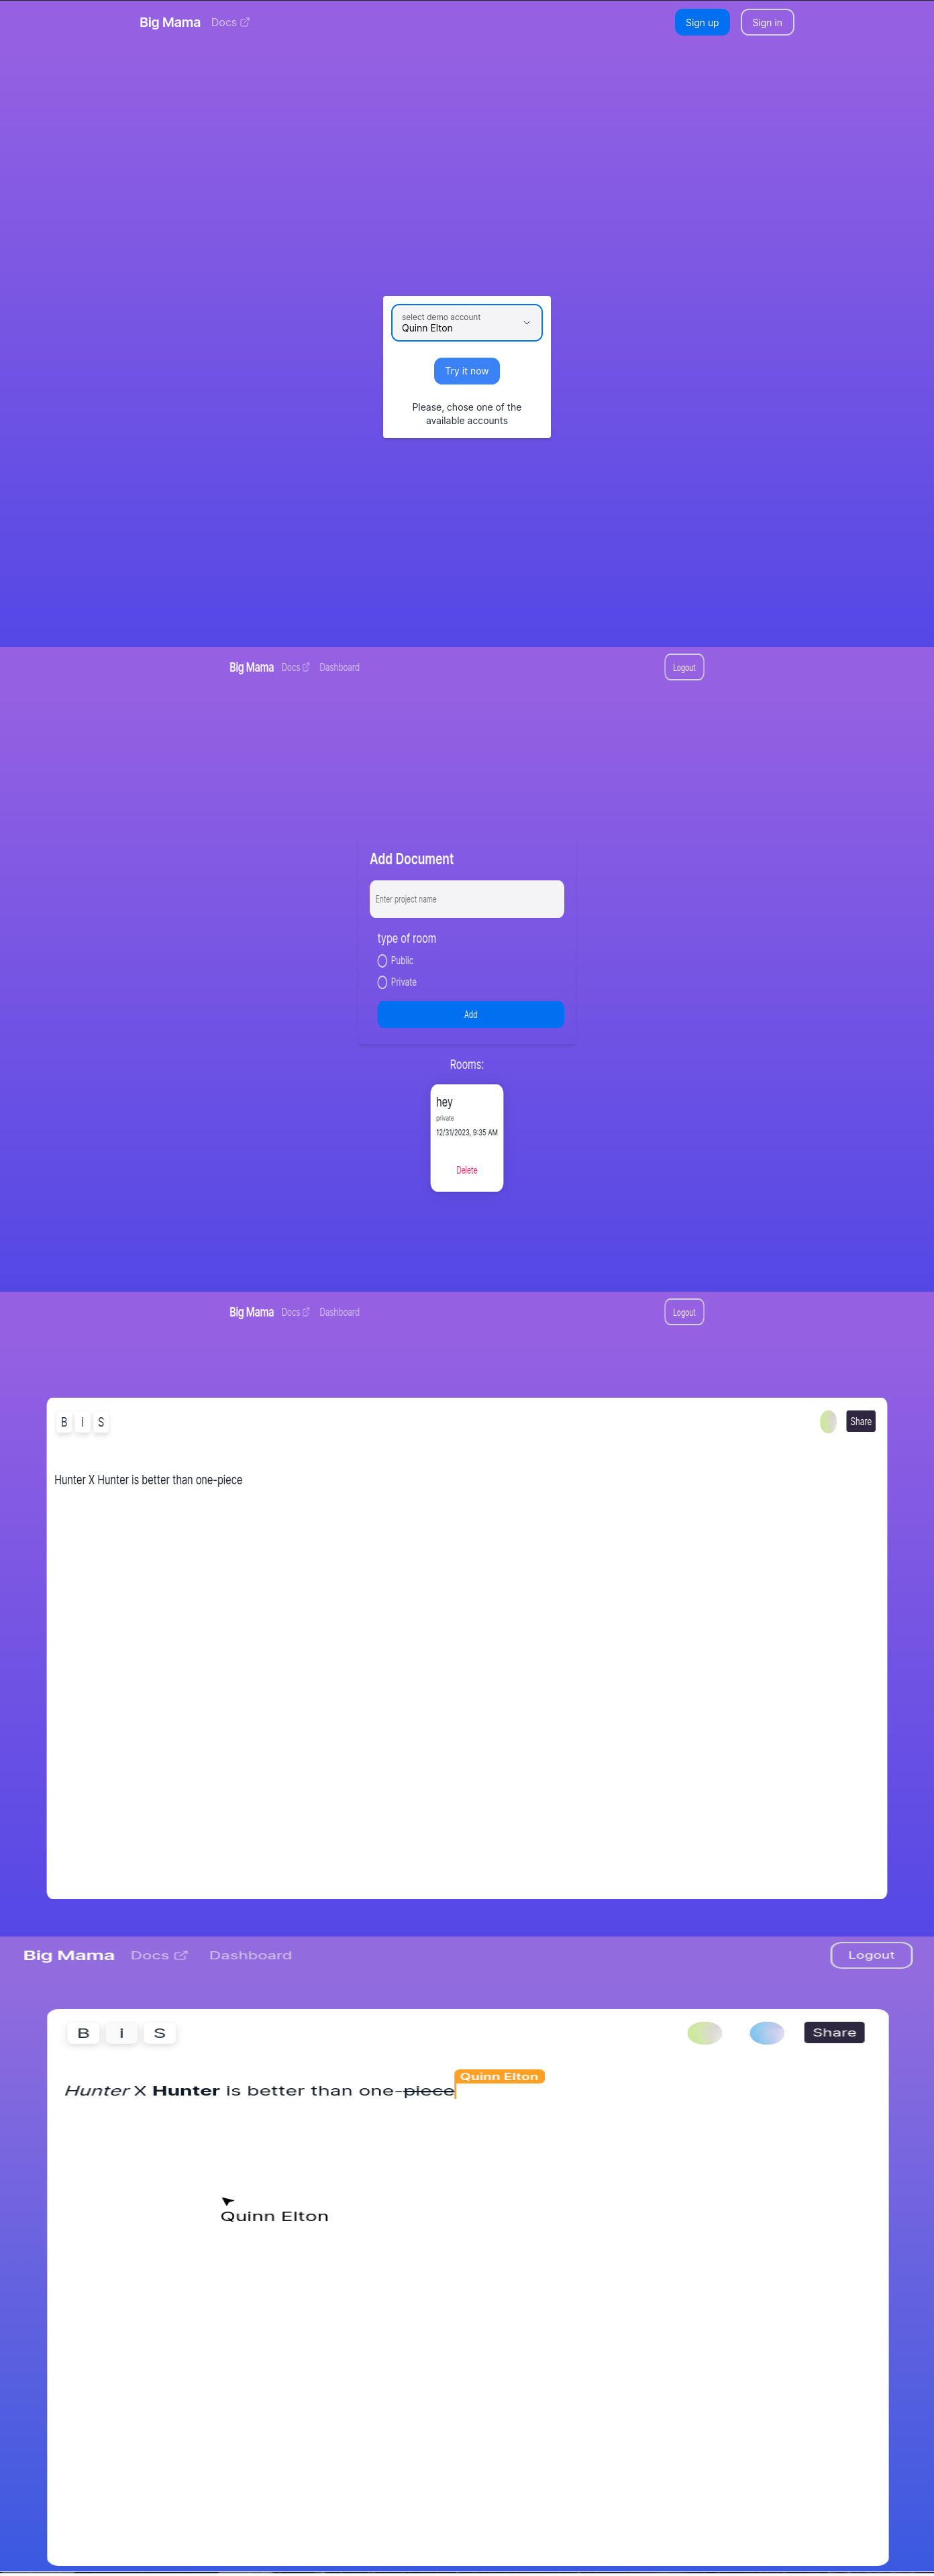 Big Mama Docs Sign up Sign in
select demo account
Quinn Elton
Try it now
Please, chose one of the
available accounts
Big Mama Docs Dashboard Logout
Add Document
Enter project name
type of room
Public
Private
Add
Rooms:
hey
private
12/31/2023, 9:35 AM
Delete
Big Mama Docs Dashboard Logout
B i S Share
Hunter X Hunter is better than one-piece
Big Mama Docs Dashboard Logout
B i S Share
Quinn Elton
Hunter X Hunter is better than one-piece
Quinn Elton